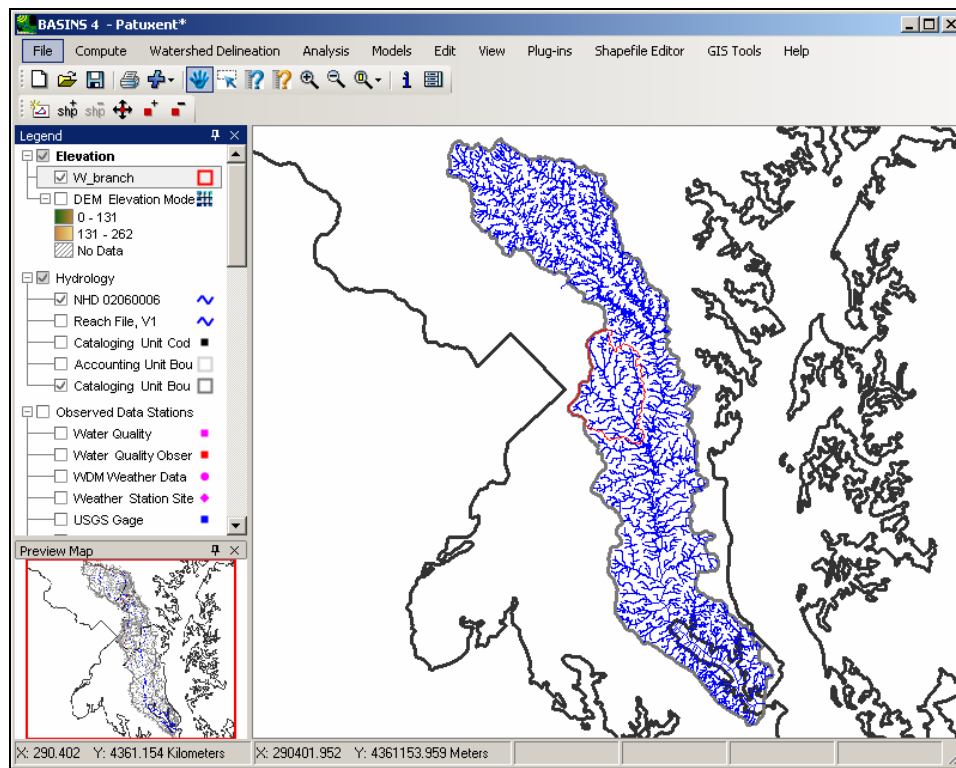 BASINS 4 - Patuxent*
File Compute Watershed Delineation Analysis Models Edit View Plug-ins Shapefile Editor GIS Tools Help
shp shp
Legend
Elevation
W_branch
DEM Elevation Mode
0 - 131
131 - 262
No Data
Hydrology
NHD 02060006
Reach File, V1
Cataloging Unit Cod
Accounting Unit Bou
Cataloging Unit Bou
Observed Data Stations
Water Quality
Water Quality Obser
WDM Weather Data
Weather Station Site
USGS Gage
Preview Map
X: 290.402 Y: 4361.154 Kilometers X: 290401.952 Y: 4361153.959 Meters